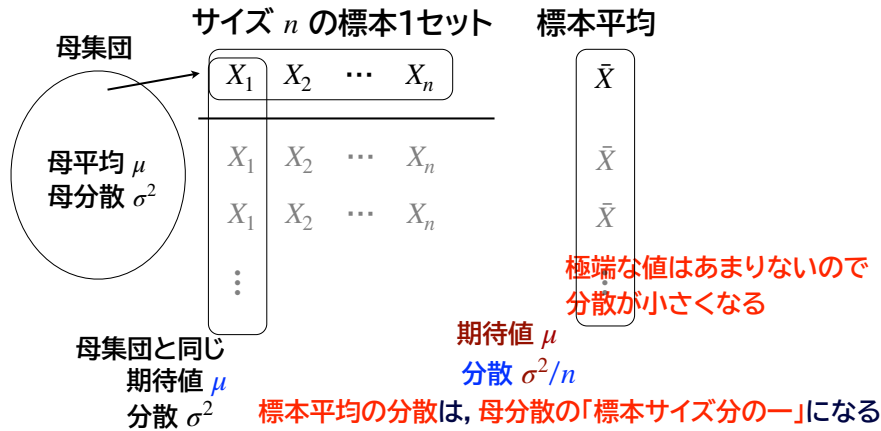 サイズ n の標本1セット
標本平均
母集団
X₁ X₂ ⋯ Xₙ
X̄
母平均 μ
母分散 σ²
X₁ X₂ ⋯ Xₙ
X̄
X₁ X₂ ⋯ Xₙ
X̄
⋮
⋮
極端な値はあまりないので
分散が小さくなる
母集団と同じ
期待値 μ
分散 σ²
期待値 μ
分散 σ²/n
標本平均の分散は, 母分散の「標本サイズ分の一」になる